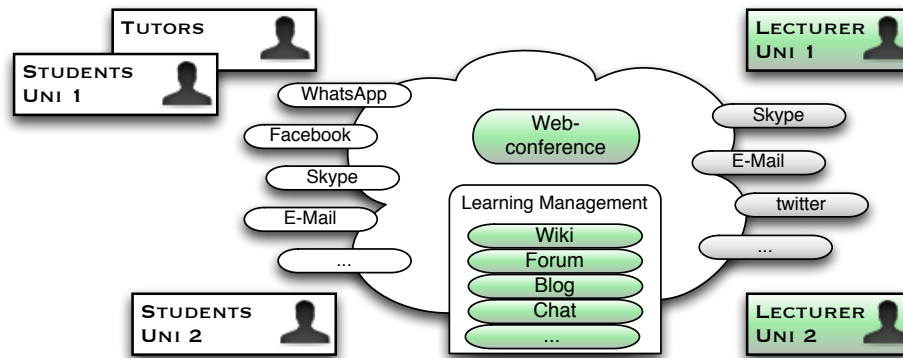 TUTORS
STUDENTS
UNI 1
LECTURER
UNI 1
WhatsApp
Facebook
Skype
E-Mail
...
Web-
conference
Learning Management
Wiki
Forum
Blog
Chat
...
Skype
E-Mail
twitter
...
STUDENTS
UNI 2
LECTURER
UNI 2